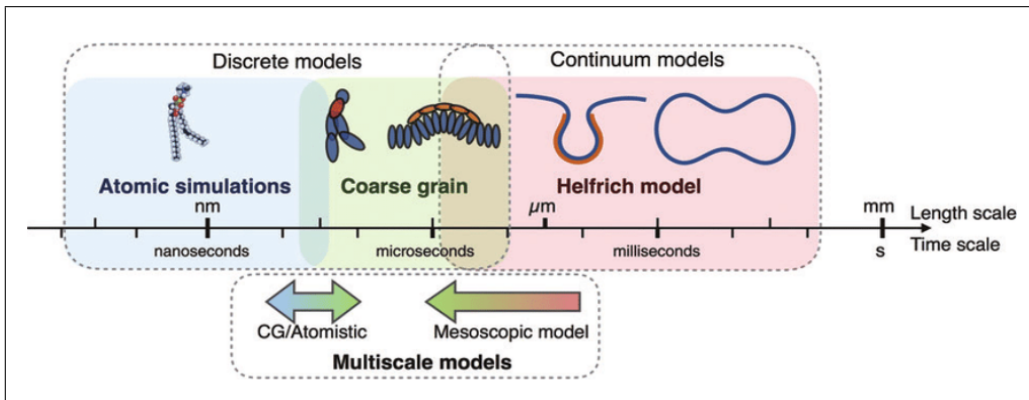 Discrete models
Continuum models
Atomic simulations
Coarse grain
Helfrich model
nm
μm
mm
Length scale
nanoseconds
microseconds
milliseconds
s
Time scale
CG/Atomistic
Mesoscopic model
Multiscale models